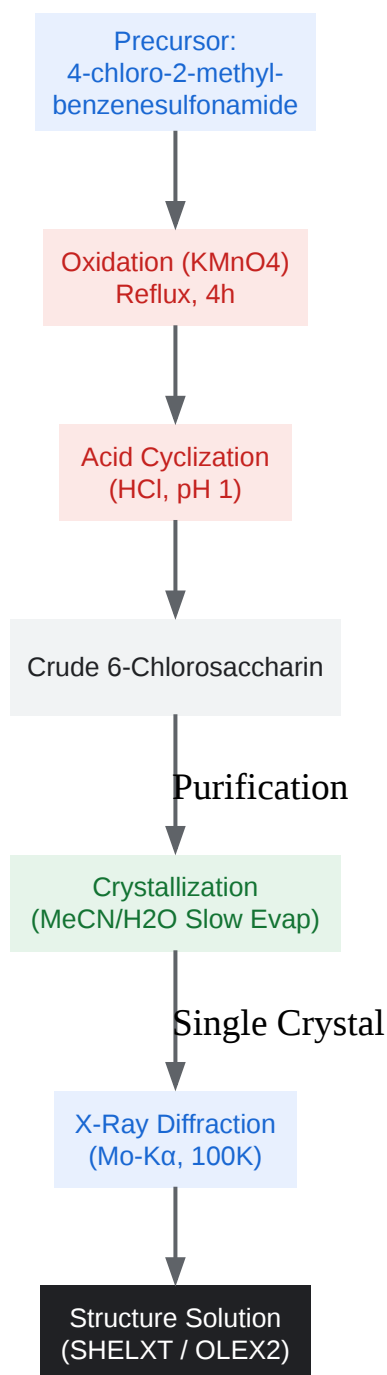 Precursor:
4-chloro-2-methyl-
benzenesulfonamide
Oxidation (KMnO4)
Reflux, 4h
Acid Cyclization
(HCl, pH 1)
Crude 6-Chlorosaccharin
Purification
Crystallization
(MeCN/H2O Slow Evap)
Single Crystal
X-Ray Diffraction
(Mo-Kα, 100K)
Structure Solution
(SHELXT / OLEX2)